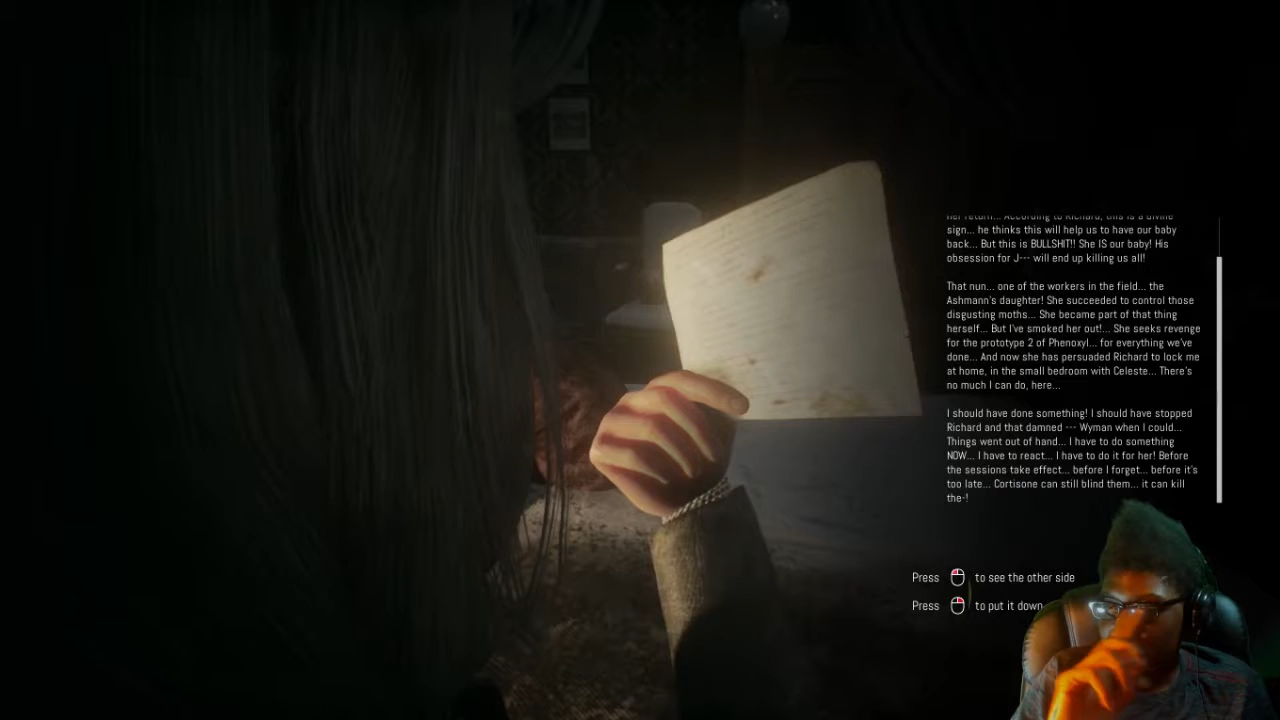 her return... According to Richard, this is a divine
sign... he thinks this will help us to have our baby
back... But this is BULLSHIT!! She IS our baby! His
obsession for J--- will end up killing us all!
That nun... one of the workers in the field... the
Ashmann's daughter! She succeeded to control those
disgusting moths... She became part of that thing
herself... But I've smoked her out!... She seeks revenge
for the prototype 2 of Phenoxyl... for everything we've
done... And now she has persuaded Richard to lock me
at home, in the small bedroom with Celeste... There's
no much I can do, here...
I should have done something! I should have stopped
Richard and that damned --- Wyman when I could...
Things went out of hand... I have to do something
NOW... I have to react... I have to do it for her! Before
the sessions take effect... before I forget... before it's
too late... Cortisone can still blind them... it can kill
the-!
Press to see the other side
Press to put it down